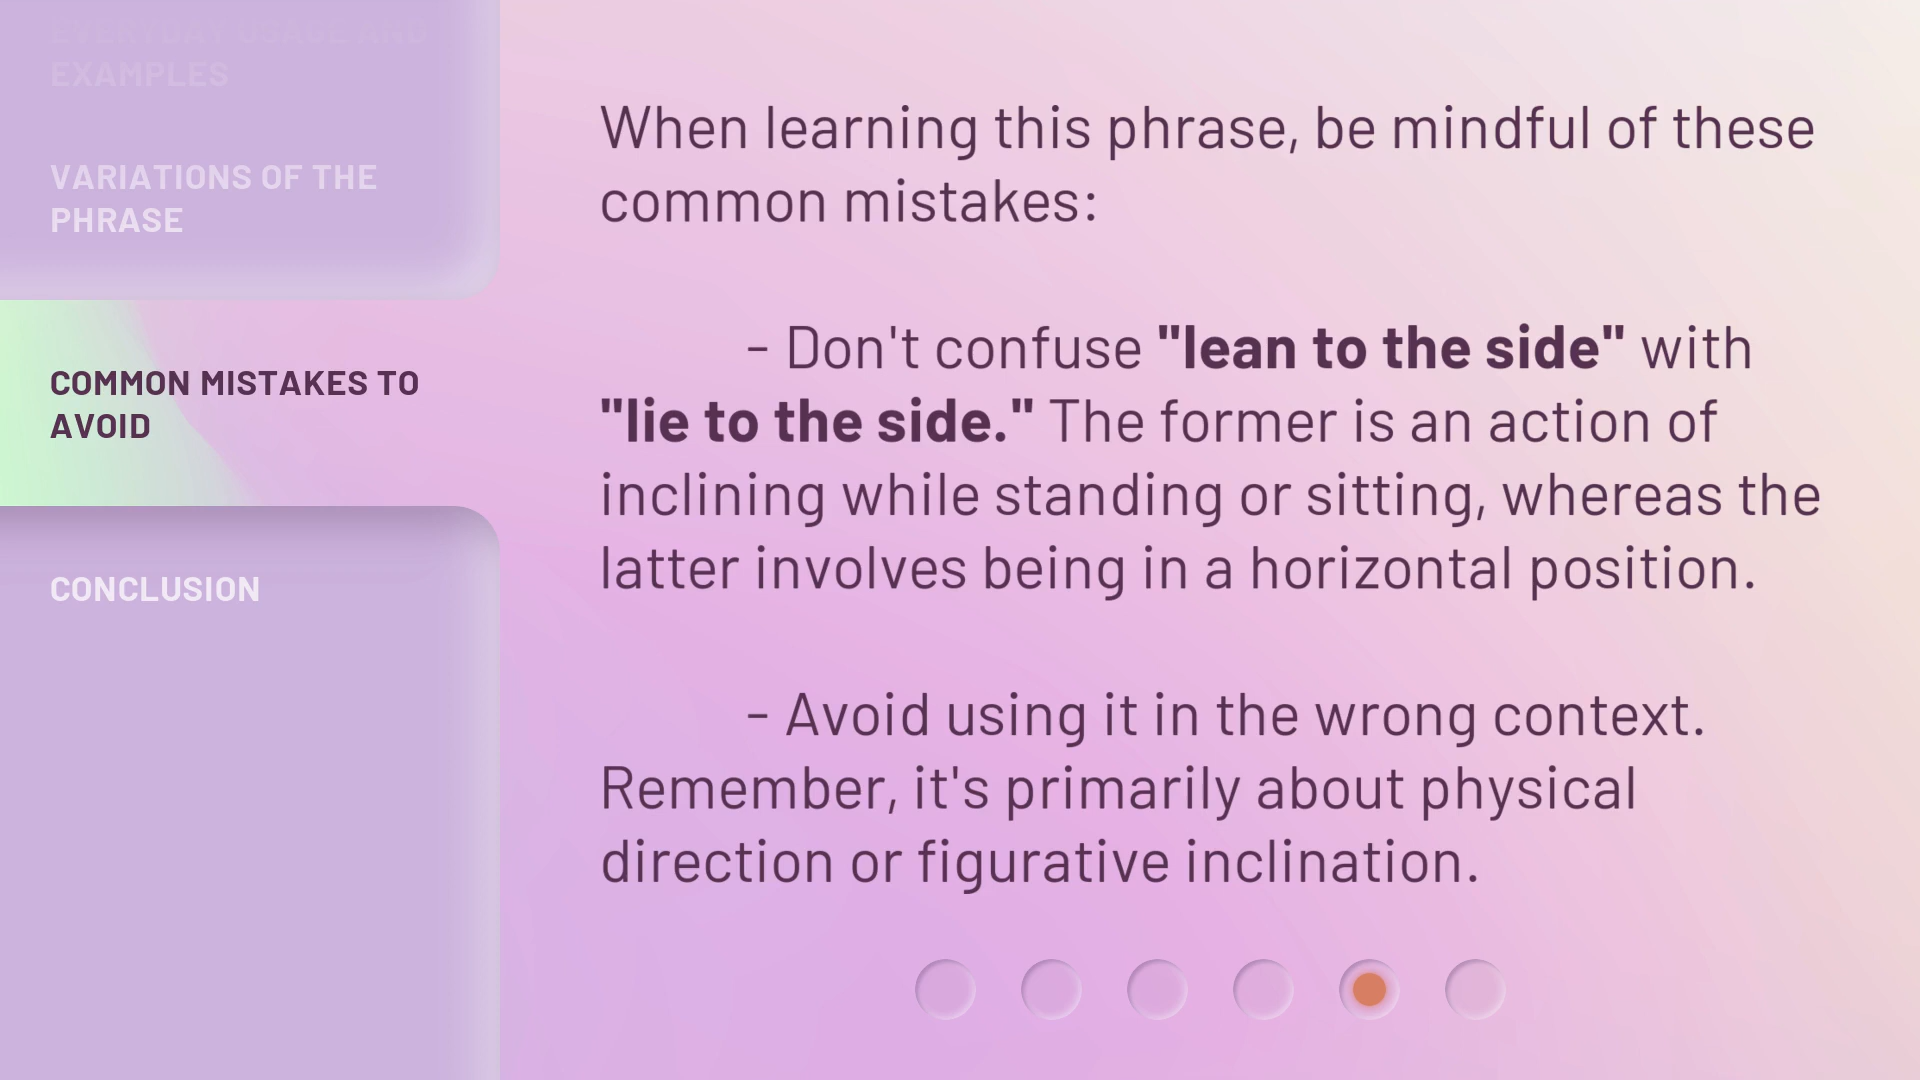 EVERYDAY USAGE AND
EXAMPLES
VARIATIONS OF THE
PHRASE
COMMON MISTAKES TO
AVOID
CONCLUSION
When learning this phrase, be mindful of these
common mistakes:
- Don't confuse "lean to the side" with
"lie to the side." The former is an action of
inclining while standing or sitting, whereas the
latter involves being in a horizontal position.
- Avoid using it in the wrong context.
Remember, it's primarily about physical
direction or figurative inclination.